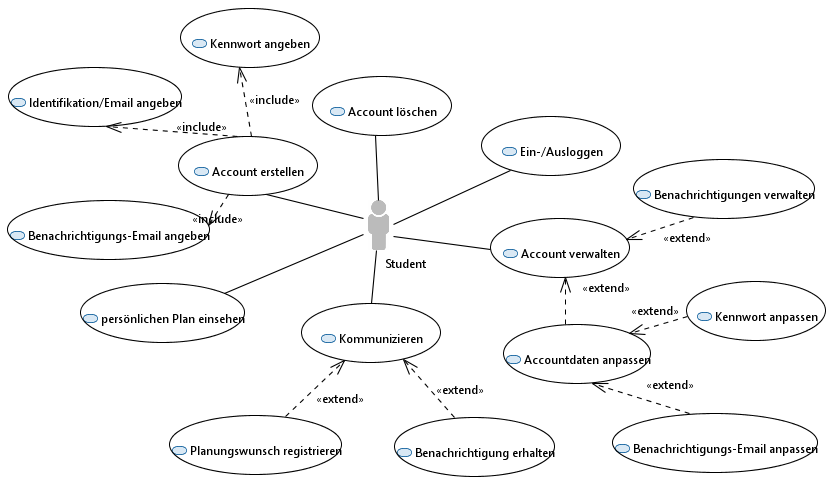 Kennwort angeben
Identifikation/Email angeben
«include»
Account löschen
«include»
Ein-/Ausloggen
Account erstellen
Benachrichtigungen verwalten
«include»
Benachrichtigungs-Email angeben
«extend»
Account verwalten
Student
«extend»
persönlichen Plan einsehen
«extend»
Kennwort anpassen
Kommunizieren
Accountdaten anpassen
«extend»
«extend»
«extend»
Planungswunsch registrieren
Benachrichtigung erhalten
Benachrichtigungs-Email anpassen